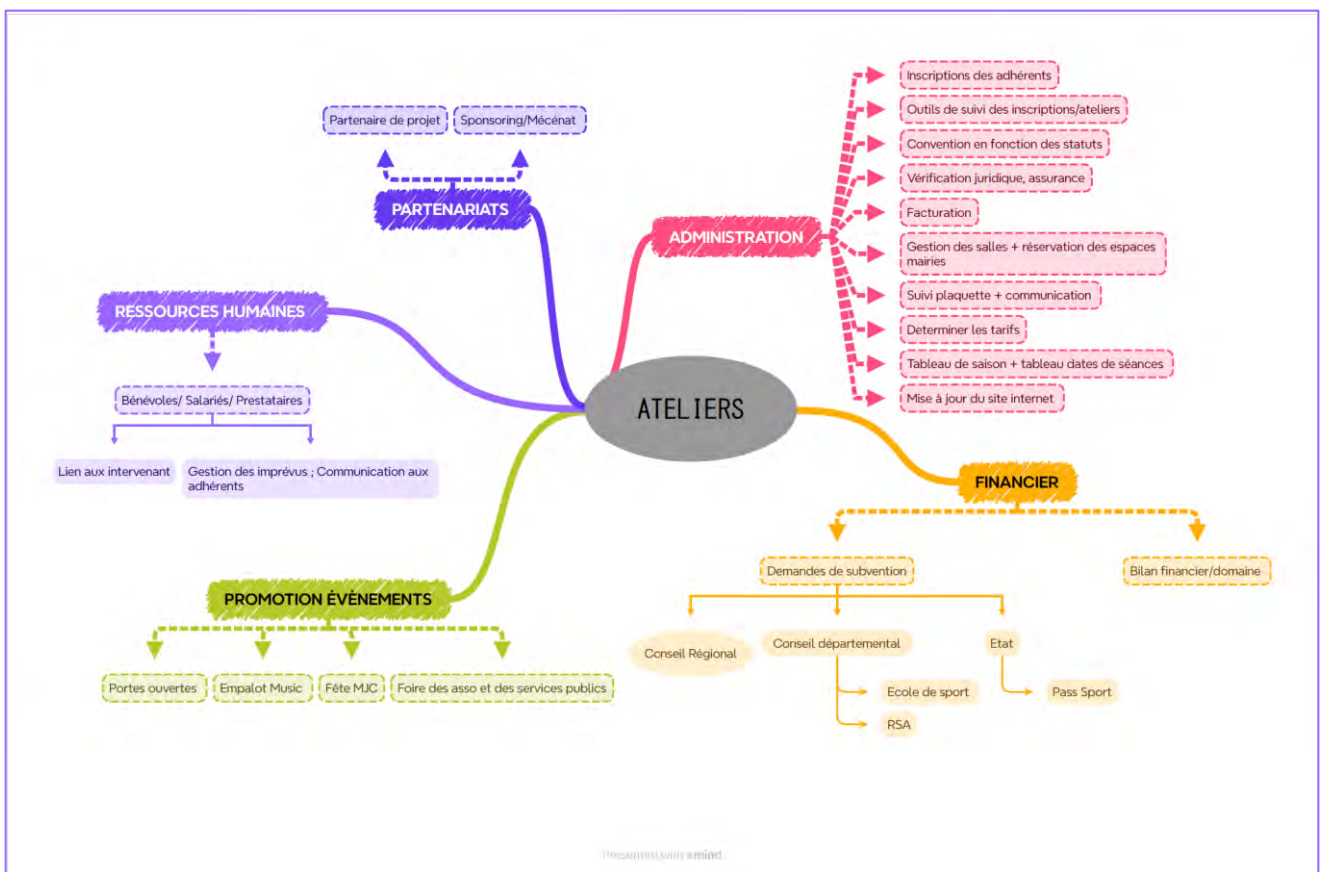 Partenaire de projet
Sponsoring/Mécénat
PARTENARIATS
RESSOURCES HUMAINES
Bénévoles/ Salariés/ Prestataires
Lien aux intervenant
Gestion des imprévus ; Communication aux
adhérents
PROMOTION ÉVÈNEMENTS
Portes ouvertes
Empalot Music
Fête MJC
Foire des asso et des services publics
ATELIERS
ADMINISTRATION
Inscriptions des adhérents
Outils de suivi des inscriptions/ateliers
Convention en fonction des statuts
Vérification juridique, assurance
Facturation
Gestion des salles + réservation des espaces
mairies
Suivi plaquette + communication
Determiner les tarifs
Tableau de saison + tableau dates de séances
Mise à jour du site internet
FINANCIER
Demandes de subvention
Bilan financier/domaine
Conseil Régional
Conseil départemental
Etat
Ecole de sport
RSA
Pass Sport
Presented with xmind